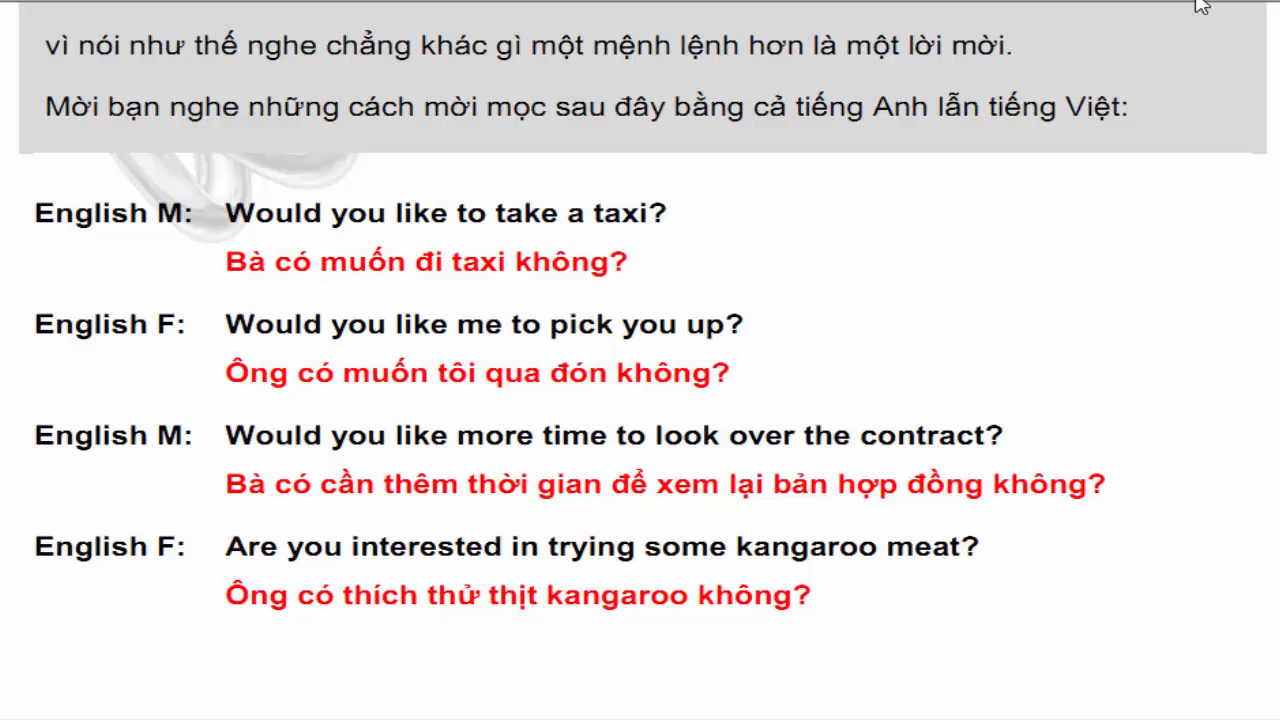 vì nói như thế nghe chẳng khác gì một mệnh lệnh hơn là một lời mời.
Mời bạn nghe những cách mời mọc sau đây bằng cả tiếng Anh lẫn tiếng Việt:
English M: Would you like to take a taxi?
Bà có muốn đi taxi không?
English F: Would you like me to pick you up?
Ông có muốn tôi qua đón không?
English M: Would you like more time to look over the contract?
Bà có cần thêm thời gian để xem lại bản hợp đồng không?
English F: Are you interested in trying some kangaroo meat?
Ông có thích thử thịt kangaroo không?